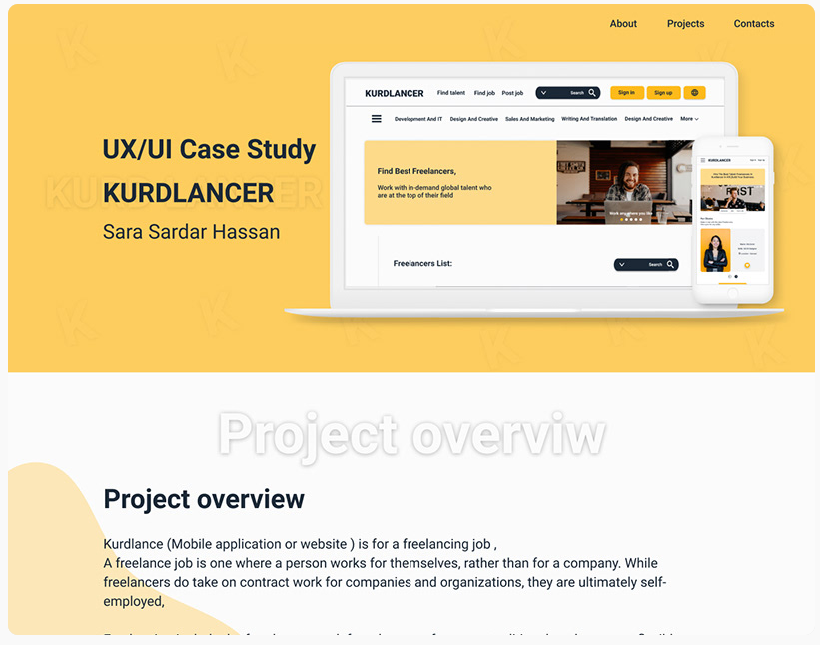 About Projects Contacts
UX/UI Case Study
KURDLANCER
KURDLANCER
Sara Sardar Hassan
KURDLANCER Find talent Find job Post job Search Sign in Sign up
Development And IT Design And Creative Sales And Marketing Writing And Translation Design And Creative More
Find Best Freelancers,
Work with in-demand global talent who
are at the top of their field
Work any where you like
Freelancers List: Search
KURDLANCER
Project overviw
Project overview
Kurdlance (Mobile application or website ) is for a freelancing job ,
A freelance job is one where a person works for themselves, rather than for a company. While
freelancers do take on contract work for companies and organizations, they are ultimately self-
employed,